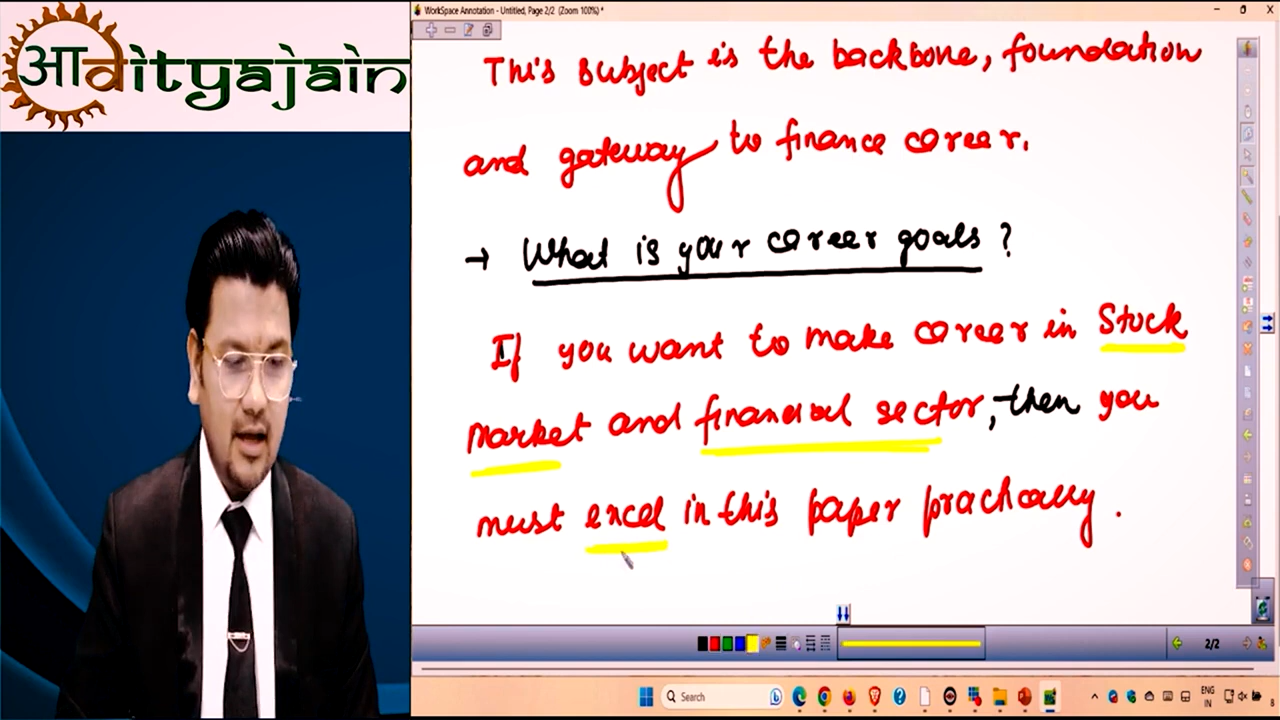 आdityajain
WorkSpace Annotation - Untitled, Page 2/2 (Zoom 100%) *
This subject is the backbone, foundation
and gateway to finance career.
→ What is your career goals ?
If you want to make career in Stock
market and financial sector, then you
must excel in this paper practically.
2/2
Search
ENG
IN